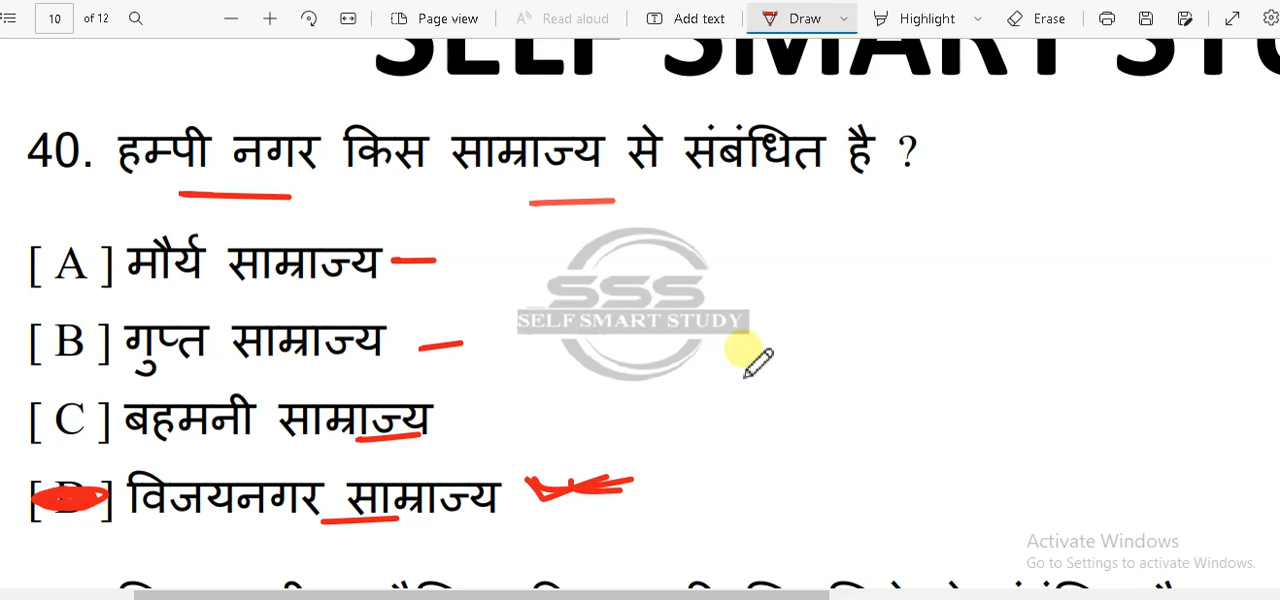 10 of 12 Page view Read aloud Add text Draw Highlight Erase
SELF SMART
40. हम्पी नगर किस साम्राज्य से संबंधित है ?
[ A ] मौर्य साम्राज्य
[ B ] गुप्त साम्राज्य
SSS
SELF SMART STUDY
[ C ] बहमनी साम्राज्य
[ D ] विजयनगर साम्राज्य
Activate Windows
Go to Settings to activate Windows.